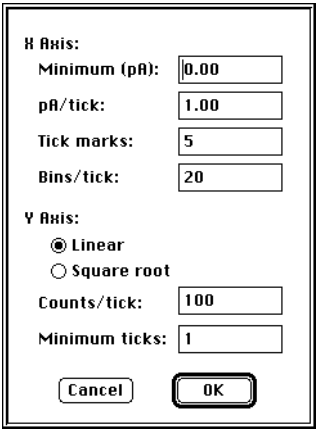 X Axis:
Minimum (pA): 0.00
pA/tick: 1.00
Tick marks: 5
Bins/tick: 20
Y Axis:
Linear
Square root
Counts/tick: 100
Minimum ticks: 1
Cancel OK